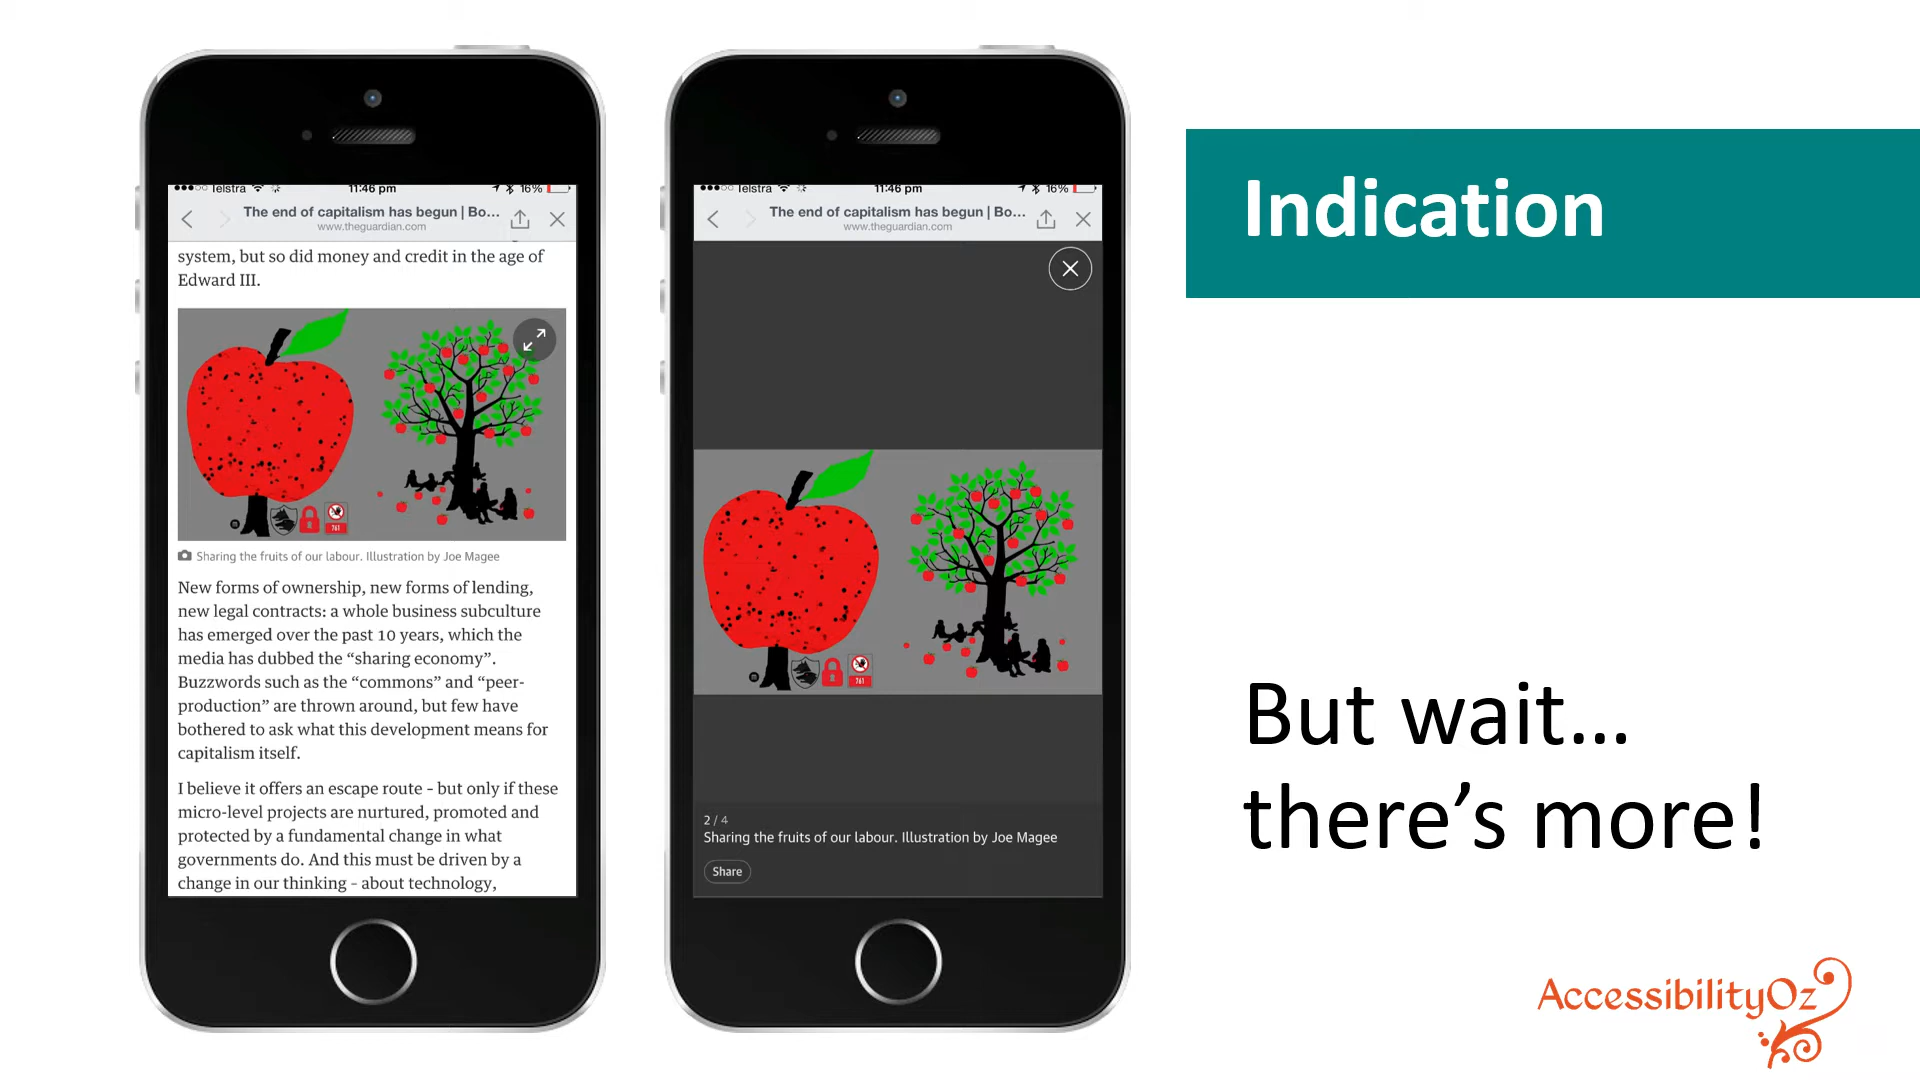 Telstra 11:46 pm 16%
The end of capitalism has begun | Bo...
www.theguardian.com
system, but so did money and credit in the age of
Edward III.
761
Sharing the fruits of our labour. Illustration by Joe Magee
New forms of ownership, new forms of lending,
new legal contracts: a whole business subculture
has emerged over the past 10 years, which the
media has dubbed the “sharing economy”.
Buzzwords such as the “commons” and “peer-
production” are thrown around, but few have
bothered to ask what this development means for
capitalism itself.
I believe it offers an escape route – but only if these
micro-level projects are nurtured, promoted and
protected by a fundamental change in what
governments do. And this must be driven by a
change in our thinking – about technology,
Telstra 11:46 pm 16%
The end of capitalism has begun | Bo...
www.theguardian.com
761
2 / 4
Sharing the fruits of our labour. Illustration by Joe Magee
Share
Indication
But wait...
there’s more!
AccessibilityOz